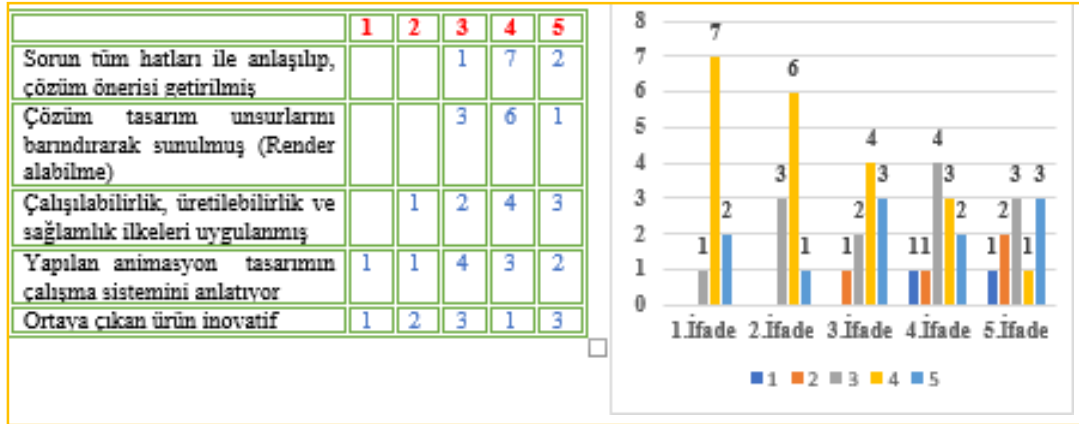 1 2 3 4 5
Sorun tüm hatları ile anlaşılıp, 1 7 2
çözüm önerisi getirilmiş
Çözüm tasarım unsurlarını 3 6 1
barındırarak sunulmuş (Render
alabilme)
Çalışılabilirlik, üretilebilirlik ve 1 2 4 3
sağlamlık ilkeleri uygulanmış
Yapılan animasyon tasarımın 1 1 4 3 2
çalışma sistemini anlatıyor
Ortaya çıkan ürün inovatif 1 2 3 1 3
8
7
6
5
4
3
2
1
0
1 7 2
3 6 1
1 2 4 3
1 1 4 3 2
1 2 3 1 3
1.İfade 2.İfade 3.İfade 4.İfade 5.İfade
1 2 3 4 5